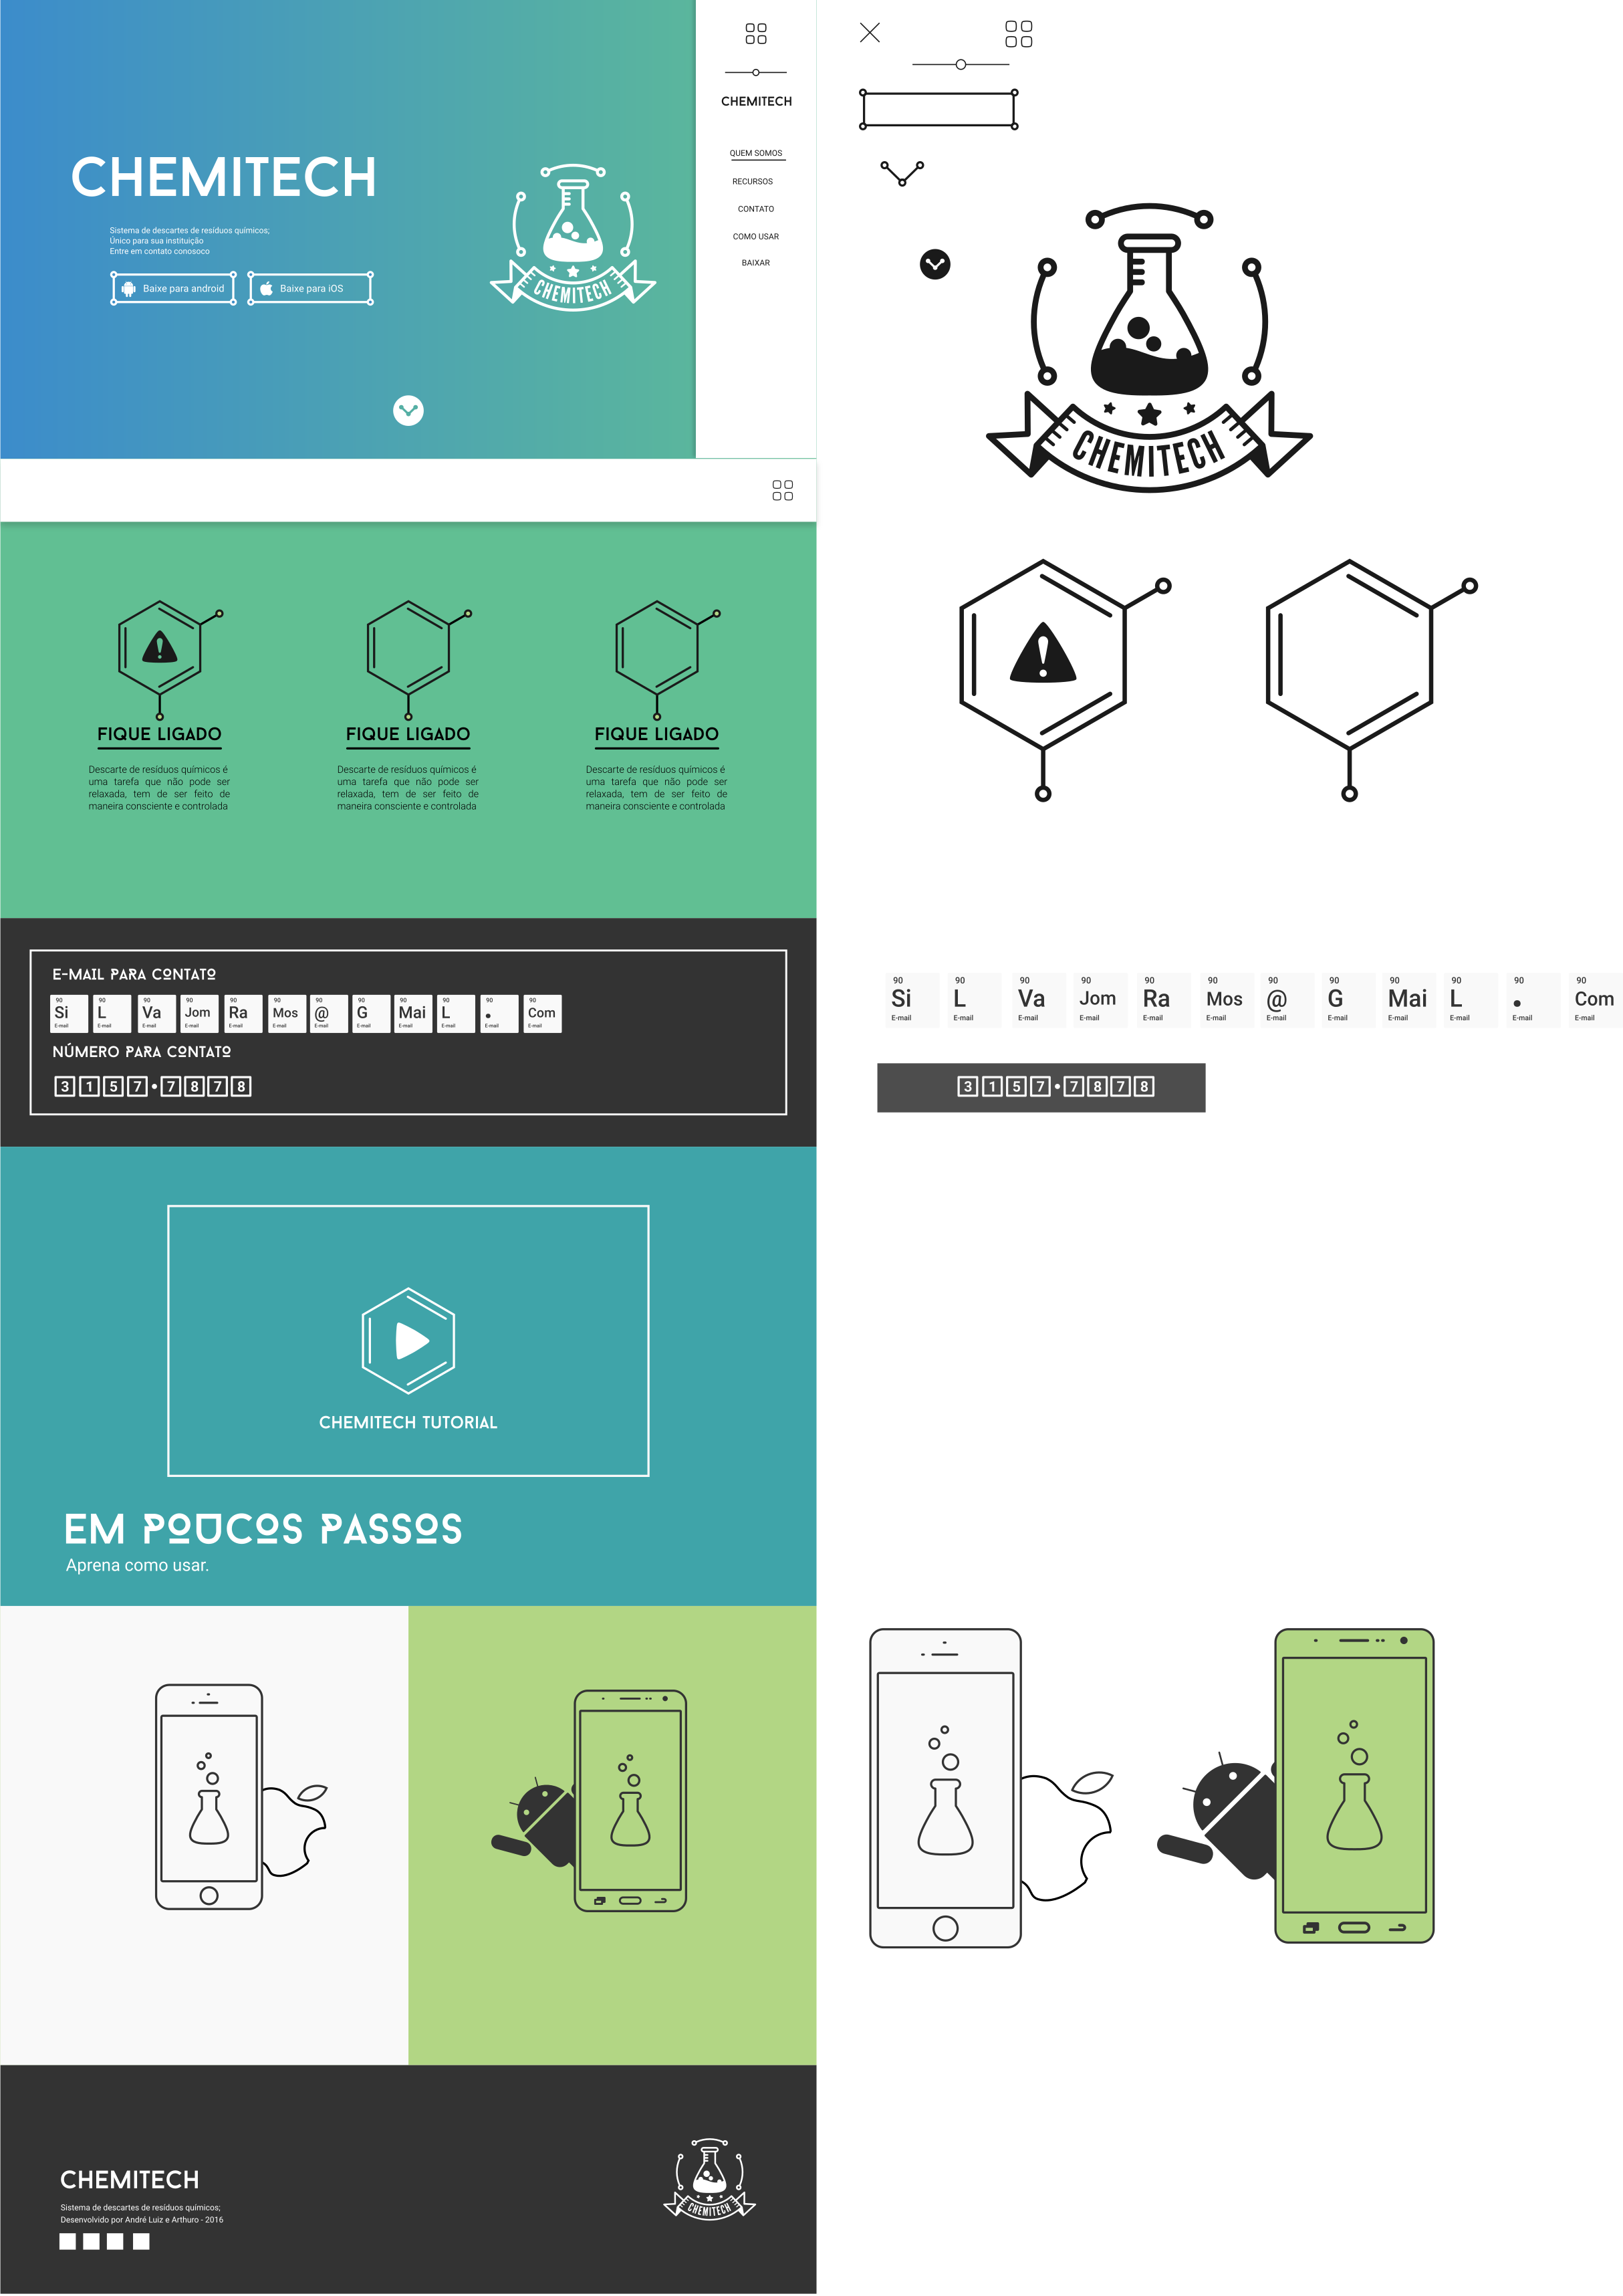 CHEMITECH
Sistema de descartes de resíduos químicos;
Único para sua instituição
Entre em contato conosoco
Baixe para android
Baixe para iOS
CHEMITECH
CHEMITECH
QUEM SOMOS
RECURSOS
CONTATO
COMO USAR
BAIXAR
CHEMITECH
FIQUE LIGADO
Descarte de resíduos químicos é
uma tarefa que não pode ser
relaxada, tem de ser feito de
maneira consciente e controlada
FIQUE LIGADO
Descarte de resíduos químicos é
uma tarefa que não pode ser
relaxada, tem de ser feito de
maneira consciente e controlada
FIQUE LIGADO
Descarte de resíduos químicos é
uma tarefa que não pode ser
relaxada, tem de ser feito de
maneira consciente e controlada
E-MAIL PARA CONTATO
90 90 90 90 90 90 90 90 90 90 90 90
Si L Va Jom Ra Mos @ G Mai L . Com
E-mail E-mail E-mail E-mail E-mail E-mail E-mail E-mail E-mail E-mail E-mail E-mail
NÚMERO PARA CONTATO
3157•7878
90 90 90 90 90 90 90 90 90 90 90 90
Si L Va Jom Ra Mos @ G Mai L . Com
E-mail E-mail E-mail E-mail E-mail E-mail E-mail E-mail E-mail E-mail E-mail E-mail
3157•7878
CHEMITECH TUTORIAL
EM POUCOS PASSOS
Aprena como usar.
CHEMITECH
Sistema de descartes de resíduos químicos;
Desenvolvido por André Luiz e Arthuro - 2016
CHEMITECH